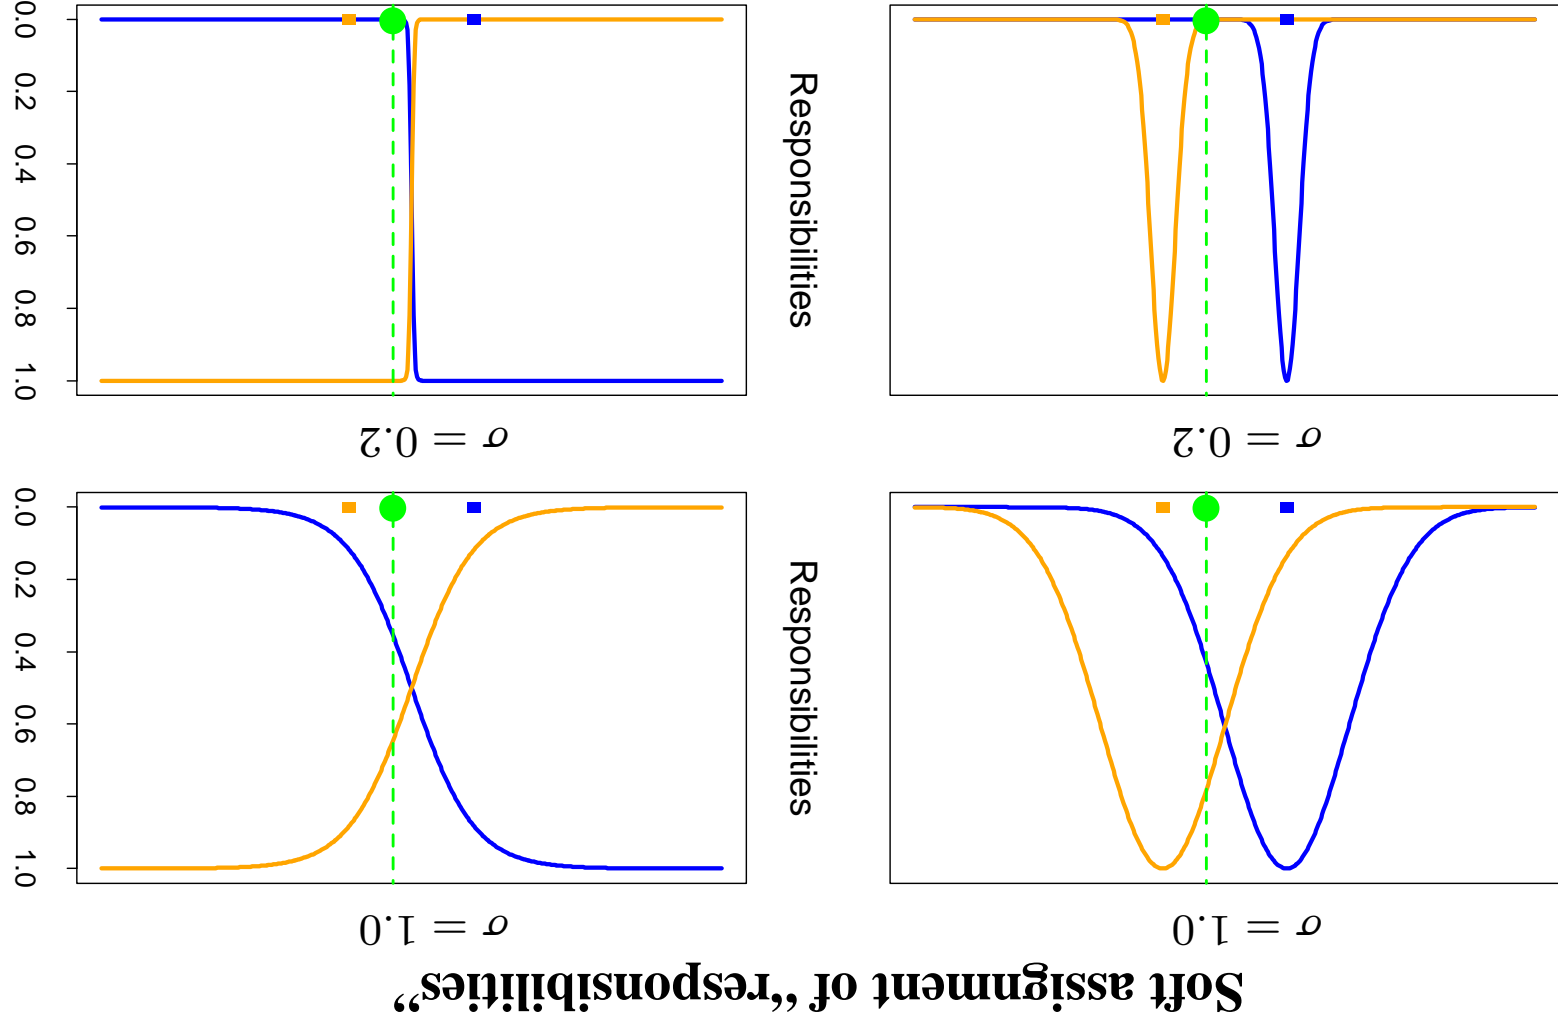 Soft assignment of “responsibilities”
σ = 1.0
σ = 1.0
Responsibilities
0.0 0.2 0.4 0.6 0.8 1.0
σ = 0.2
σ = 0.2
Responsibilities
0.0 0.2 0.4 0.6 0.8 1.0